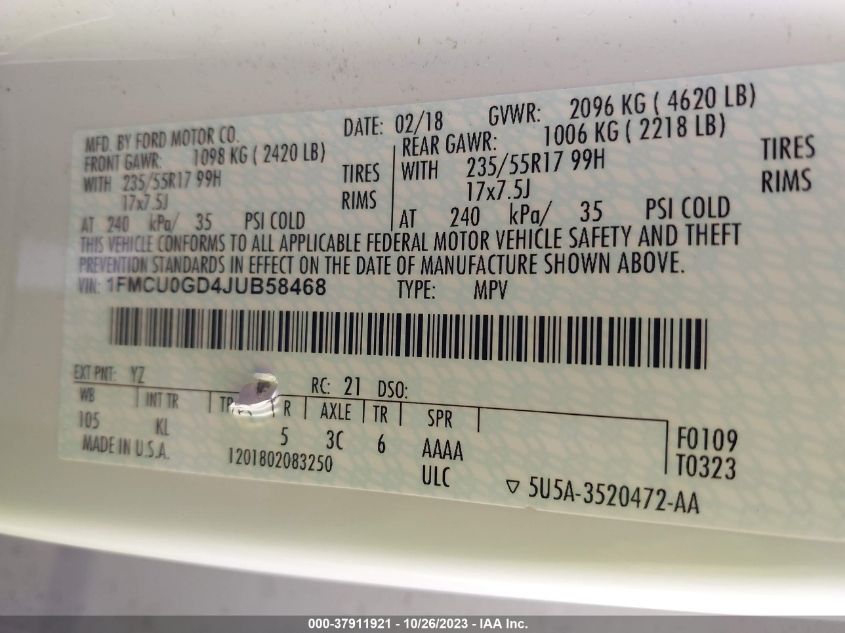 MFD. BY FORD MOTOR CO.
DATE: 02/18 GVWR: 2096 KG ( 4620 LB)
FRONT GAWR: 1098 KG ( 2420 LB)
REAR GAWR: 1006 KG ( 2218 LB)
WITH 235/55R17 99H TIRES
WITH 235/55R17 99H TIRES
17x7.5J RIMS
17x7.5J RIMS
AT 240 kPa/ 35 PSI COLD
AT 240 kPa/ 35 PSI COLD
THIS VEHICLE CONFORMS TO ALL APPLICABLE FEDERAL MOTOR VEHICLE SAFETY AND THEFT
PREVENTION STANDARDS IN EFFECT ON THE DATE OF MANUFACTURE SHOWN ABOVE.
VIN: 1FMCU0GD4JUB58468 TYPE: MPV
EXT PNT: YZ RC: 21 DSO:
WB INT TR TP R AXLE TR SPR
105 KL 5 3C 6 AAAA F0109
MADE IN U.S.A. 1201802083250 ULC T0323
5U5A-3520472-AA
000-37911921 - 10/26/2023 - IAA Inc.